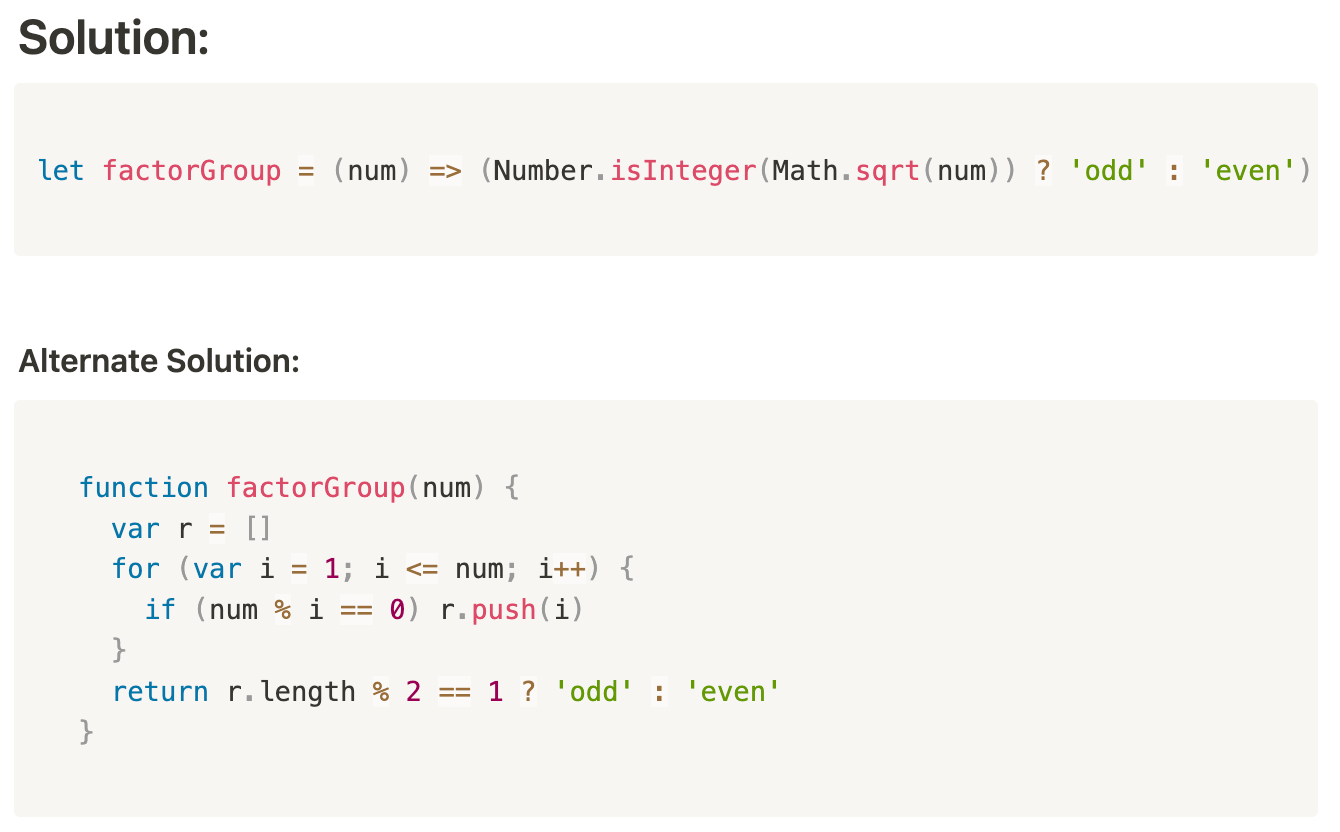 Solution:
let factorGroup = (num) => (Number.isInteger(Math.sqrt(num)) ? 'odd' : 'even')
Alternate Solution:
function factorGroup(num) {
  var r = []
  for (var i = 1; i <= num; i++) {
    if (num % i == 0) r.push(i)
  }
  return r.length % 2 == 1 ? 'odd' : 'even'
}